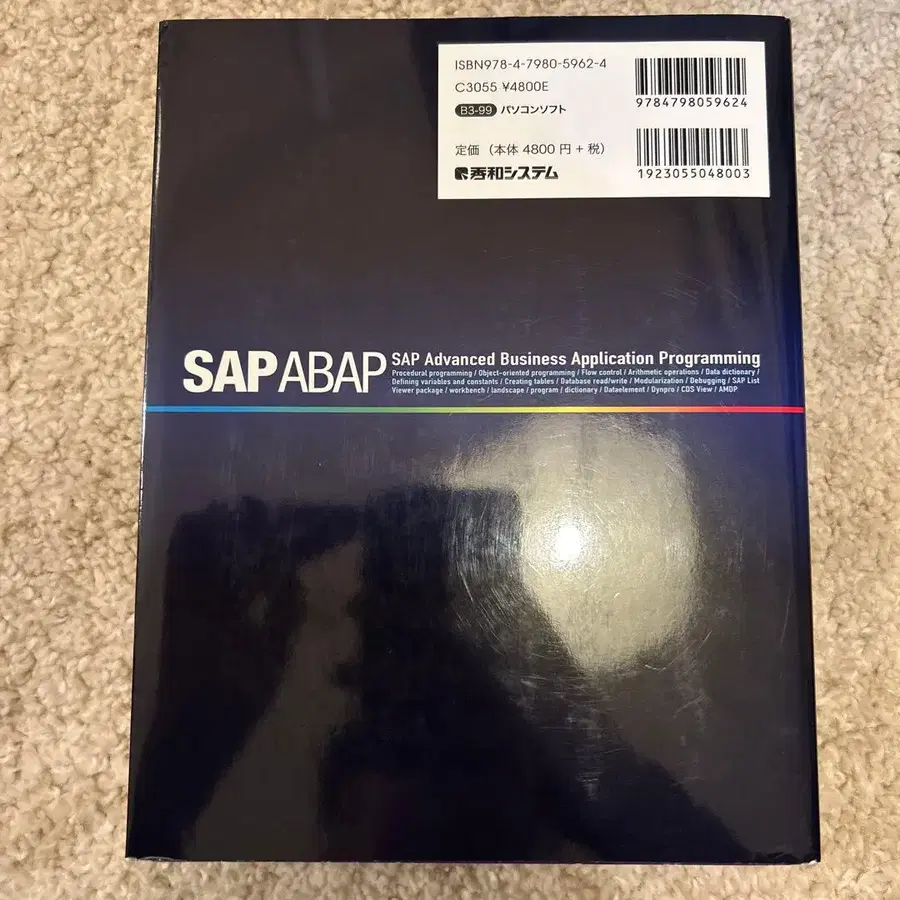 ISBN978-4-7980-5962-4
C3055 ¥4800E
B3-99 パソコンソフト
定価（本体 4800 円 + 税）
秀和システム
9784798059624
1923055048003
SAP ABAP
SAP Advanced Business Application Programming
Procedural programming / Object-oriented programming / Flow control / Arithmetic operations / Data dictionary /
Defining variables and constants / Creating tables / Database read/write / Modularization / Debugging / SAP List
Viewer package / workbench / landscape / program / dictionary / Dataelement / Dynpro / CDS View / AMDP